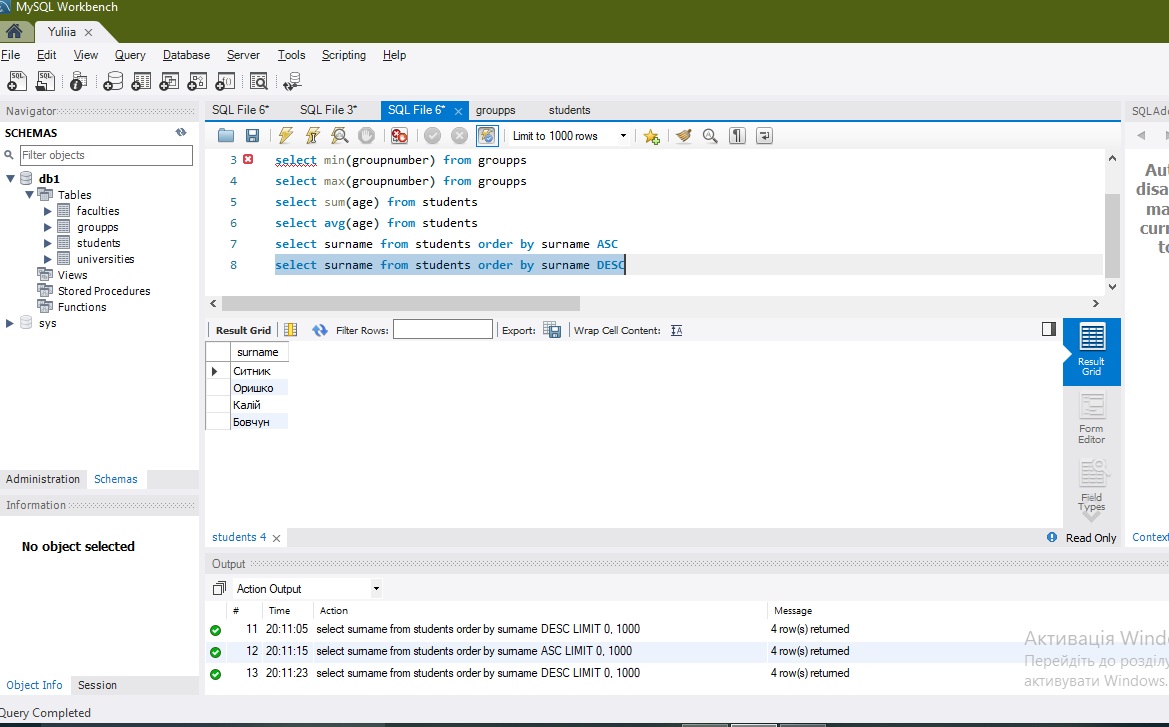 MySQL Workbench
Yuliia
File Edit View Query Database Server Tools Scripting Help
Navigator
SCHEMAS
Filter objects
db1
Tables
faculties
groupps
students
universities
Views
Stored Procedures
Functions
sys
Administration Schemas
Information
No object selected
Object Info Session
Query Completed
SQL File 6* SQL File 3* SQL File 6* groupps students
Limit to 1000 rows
3 select min(groupnumber) from groupps
4 select max(groupnumber) from groupps
5 select sum(age) from students
6 select avg(age) from students
7 select surname from students order by surname ASC
8 select surname from students order by surname DESC
Result Grid Filter Rows: Export: Wrap Cell Content:
surname
Ситник
Оришко
Калій
Бовчун
Result
Grid
Form
Editor
Field
Types
students 4
Read Only
Output
Action Output
# Time Action Message
11 20:11:05 select surname from students order by surname DESC LIMIT 0, 1000 4 row(s) returned
12 20:11:15 select surname from students order by surname ASC LIMIT 0, 1000 4 row(s) returned
13 20:11:23 select surname from students order by surname DESC LIMIT 0, 1000 4 row(s) returned
SQLAdd
Aut
disa
ma
curr
to
Context
Активація Windo
Перейдіть до розділу
активувати Windows.